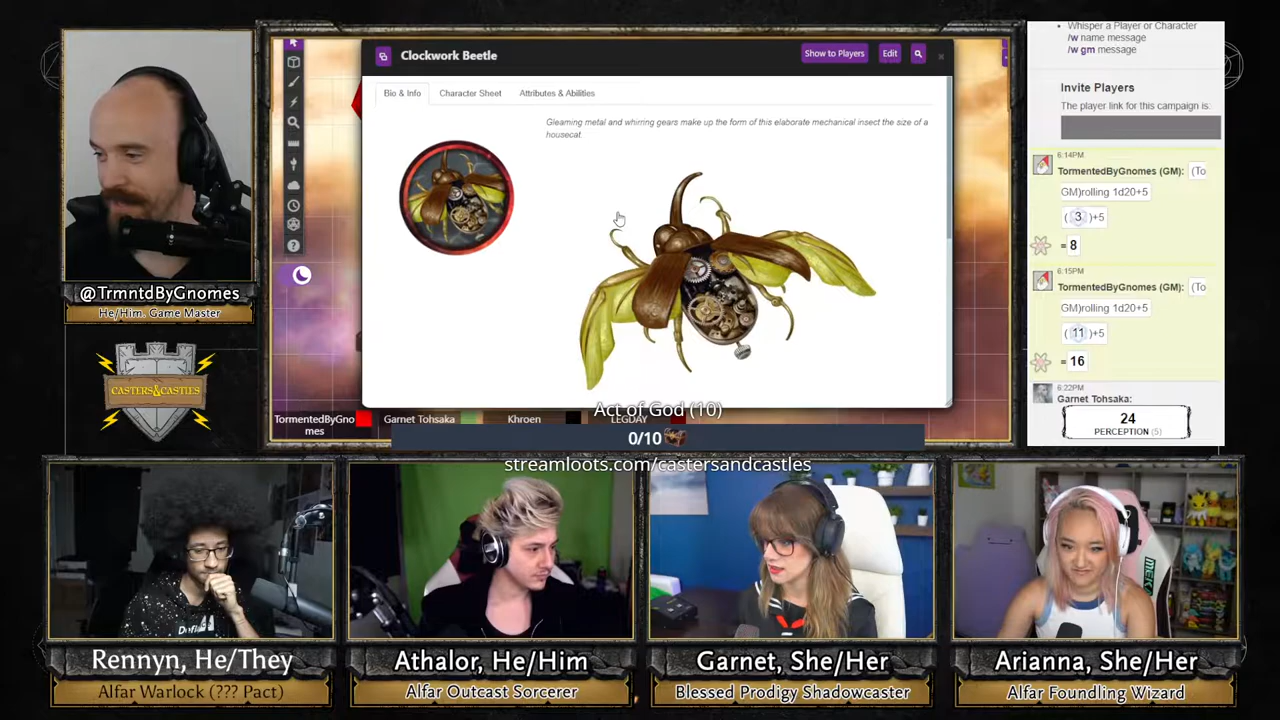 Clockwork Beetle
Show to Players
Edit
Bio & Info
Character Sheet
Attributes & Abilities
Gleaming metal and whirring gears make up the form of this elaborate mechanical insect the size of a
housecat.
Whisper a Player or Character
/w name message
/w gm message
Invite Players
The player link for this campaign is:
6:14PM
TormentedByGnomes (GM): (To
GM)rolling 1d20+5
(3)+5
= 8
6:15PM
TormentedByGnomes (GM): (To
GM)rolling 1d20+5
(11)+5
= 16
6:22PM
Garnet Tohsaka:
24
PERCEPTION (5)
@TrmntdByGnomes
He/Him. Game Master
CASTERS&CASTLES
TormentedByGno
mes
Garnet Tohsaka
Khroen
LEGDAY
Act of God (10)
0/10
streamloots.com/castersandcastles
Rennyn, He/They
Alfar Warlock (??? Pact)
Athalor, He/Him
Alfar Outcast Sorcerer
Garnet, She/Her
Blessed Prodigy Shadowcaster
Arianna, She/Her
Alfar Foundling Wizard